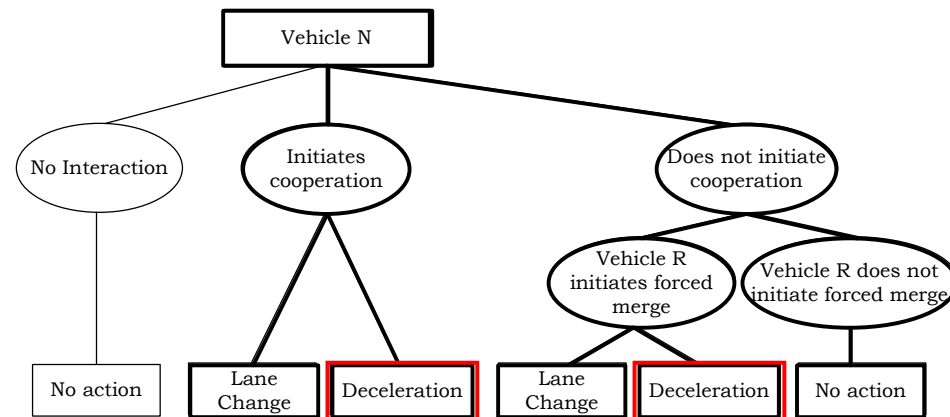 Vehicle N
No Interaction
Initiates
cooperation
Does not initiate
cooperation
Vehicle R
initiates forced
merge
Vehicle R does not
initiate forced merge
No action
Lane
Change
Deceleration
Lane
Change
Deceleration
No action